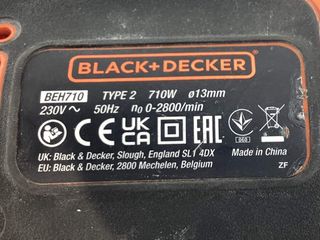 BLACK+DECKER
BEH710 TYPE 2 710W ø13mm
230V 50Hz n0 0-2800/min
CE UK CA EAC
UK: Black & Decker, Slough, England SL1 4DX Made in China
EU: Black & Decker, 2800 Mechelen, Belgium ZF